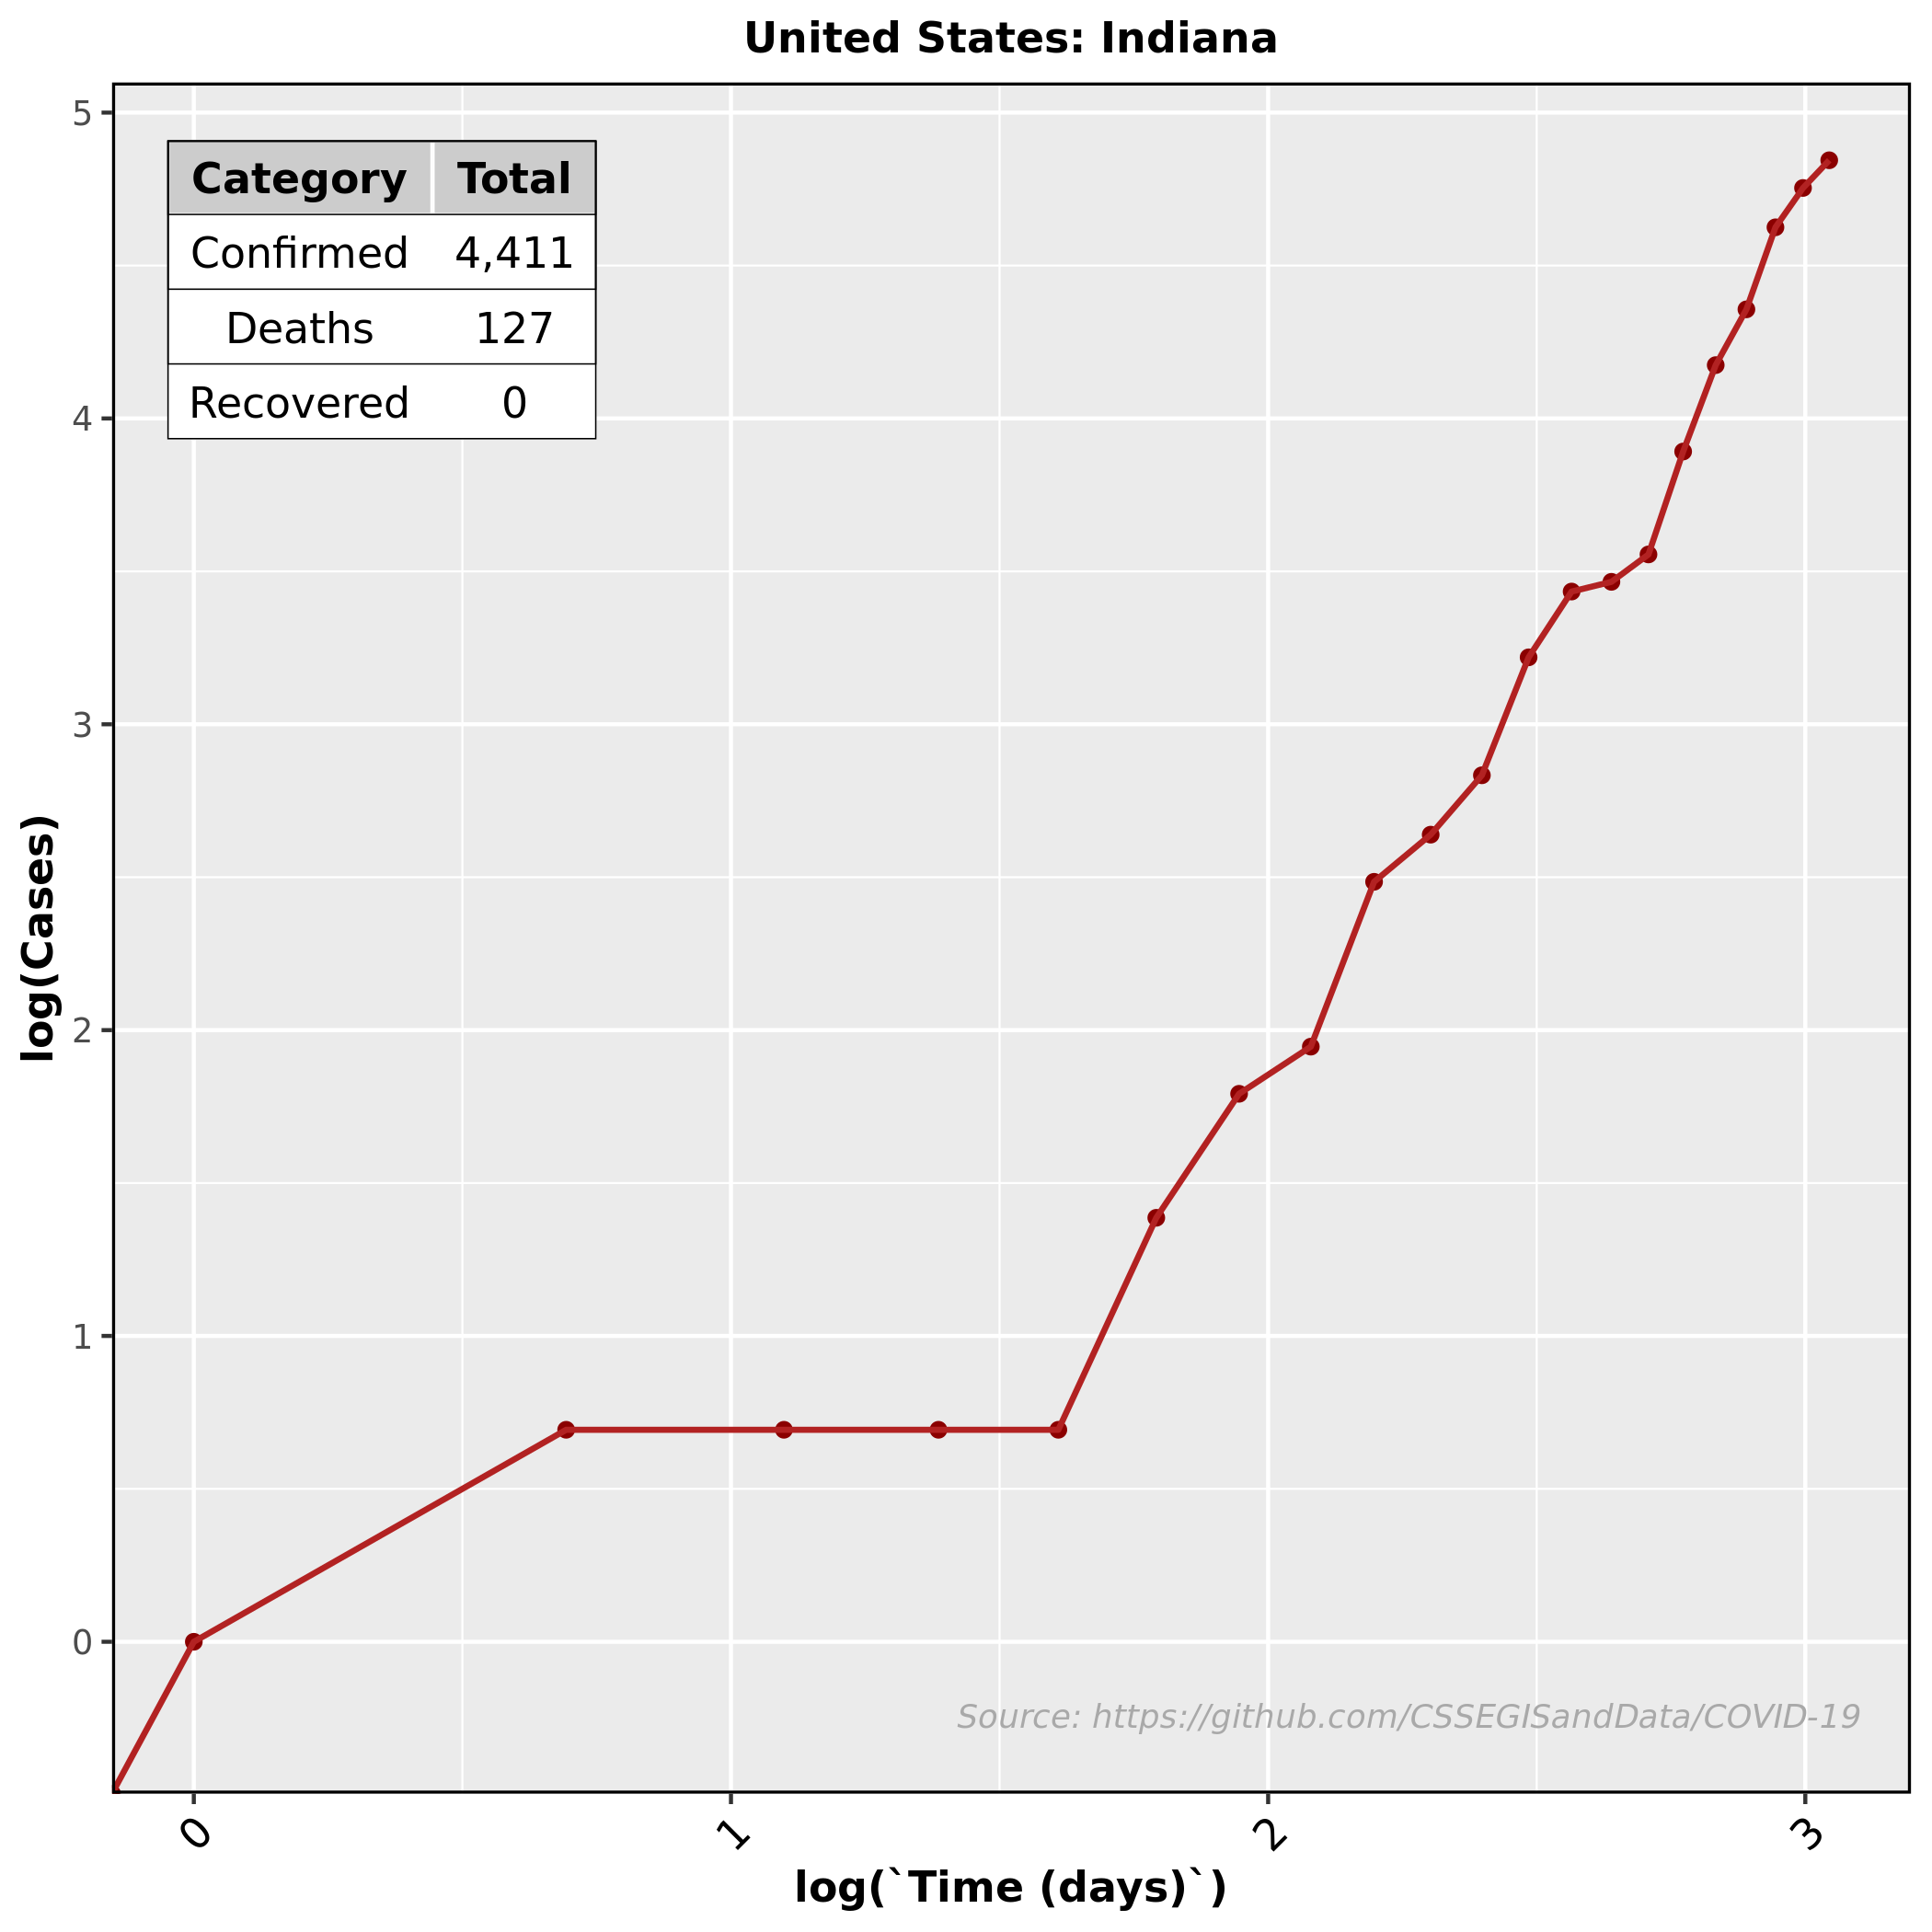 United States: Indiana
5
4
3
2
1
0
Category Total
Confirmed 4,411
Deaths 127
Recovered 0
log(Cases)
Source: https://github.com/CSSEGISandData/COVID-19
0 1 2 3
log(`Time (days)`)